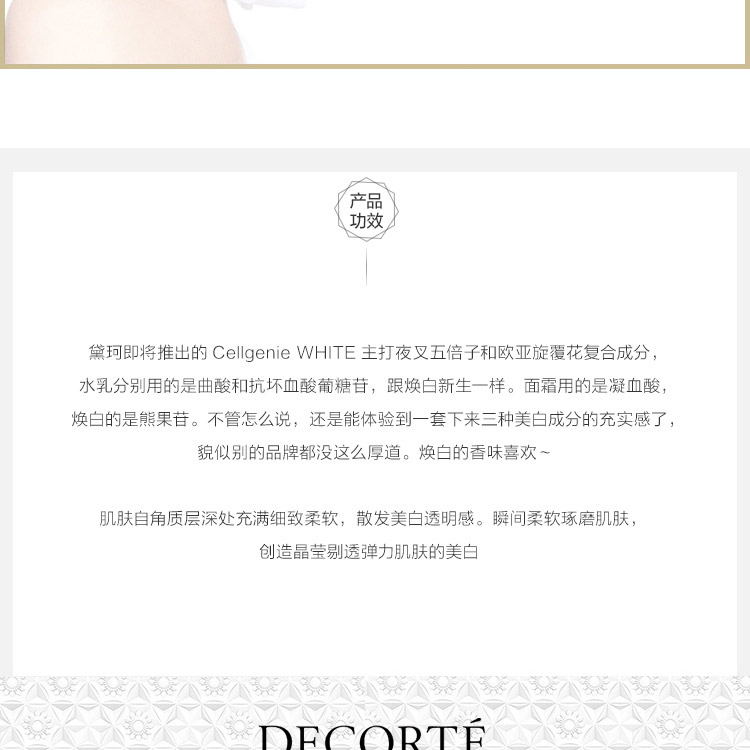 产品
功效
黛珂即将推出的 Cellgenie WHITE 主打夜叉五倍子和欧亚旋覆花复合成分，
水乳分别用的是曲酸和抗坏血酸葡糖苷，跟焕白新生一样。面霜用的是凝血酸，
焕白的是熊果苷。不管怎么说，还是能体验到一套下来三种美白成分的充实感了，
貌似别的品牌都没这么厚道。焕白的香味喜欢～
肌肤自角质层深处充满细致柔软，散发美白透明感。瞬间柔软琢磨肌肤，
创造晶莹剔透弹力肌肤的美白
DECORTÉ